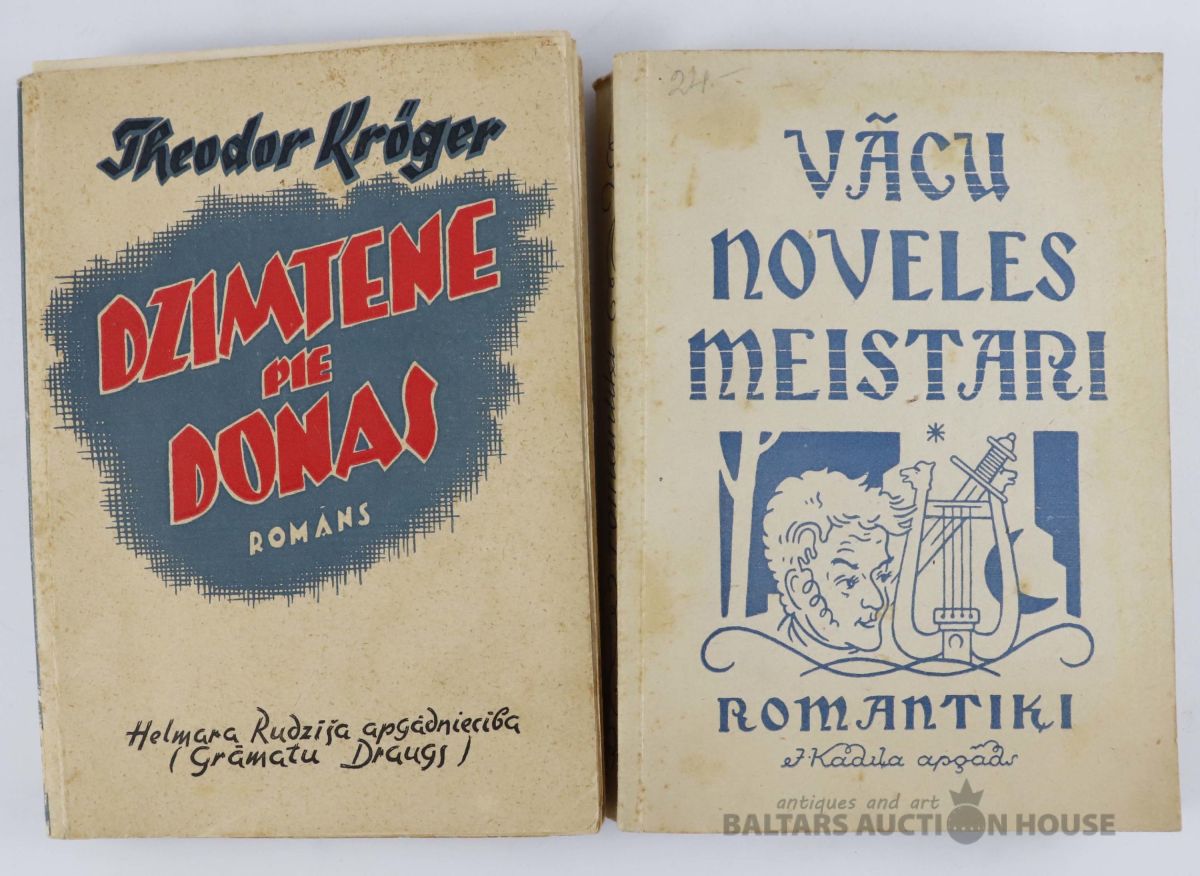 Theodor Kröger
DZIMTENE
PIE
DONAS
ROMĀNS
Helmara Rudzīša apgādniecība
(Grāmatu Draugs)
24.-
VĀCU
NOVELES
MEISTARI
*
ROMANTIĶI
J. Kadiļa apgāds
antiques and art
BALTARS AUCTION HOUSE